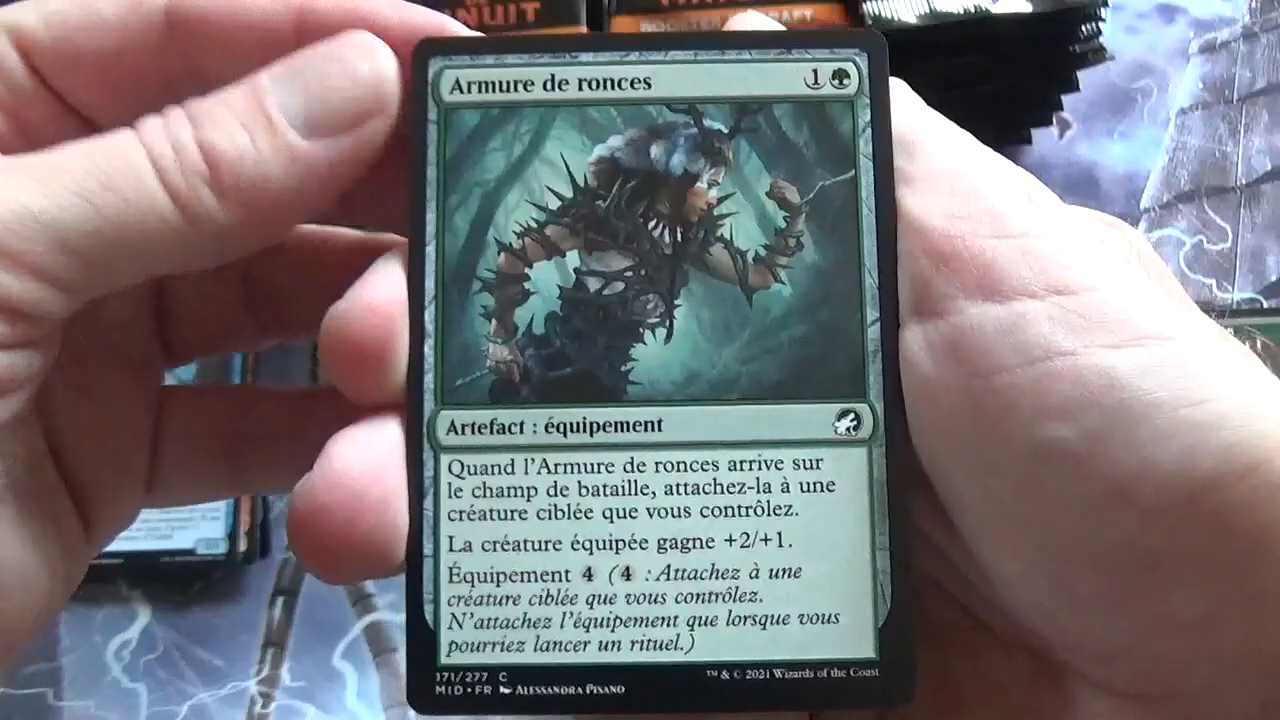 NUIT
BOOSTER DRAFT
Armure de ronces 1
Artefact : équipement
Quand l'Armure de ronces arrive sur
le champ de bataille, attachez-la à une
créature ciblée que vous contrôlez.
La créature équipée gagne +2/+1.
Équipement 4 (4 : Attachez à une
créature ciblée que vous contrôlez.
N'attachez l'équipement que lorsque vous
pourriez lancer un rituel.)
171/277 C
MID • FR ALESSANDRA PISANO
™ & © 2021 Wizards of the Coast